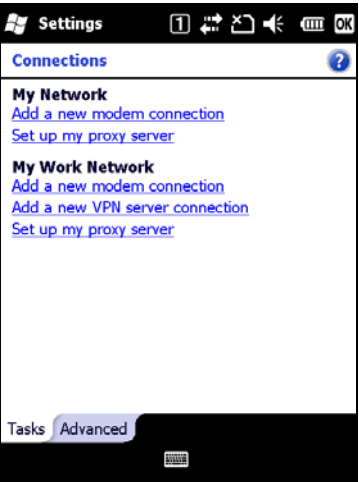 Settings 1 OK
Connections ?
My Network
Add a new modem connection
Set up my proxy server
My Work Network
Add a new modem connection
Add a new VPN server connection
Set up my proxy server
Tasks Advanced